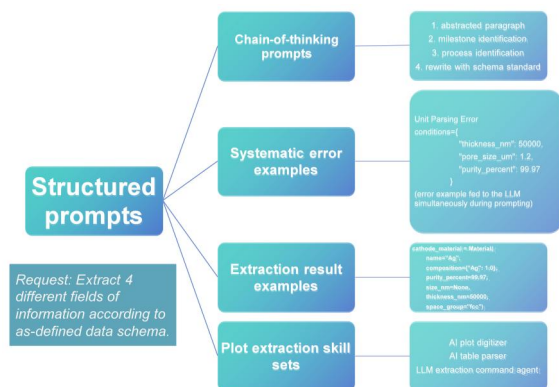 Structured
prompts
Request: Extract 4
different fields of
information according to
as-defined data schema.
Chain-of-thinking
prompts
1. abstracted paragraph
2. milestone identification
3. process identification
4. rewrite with schema standard
Systematic error
examples
Unit Parsing Error
conditions={
"thickness_nm": 50000,
"pore_size_um": 1.2,
"purity_percent": 99.97
}
(error example fed to the LLM
simultaneously during prompting)
Extraction result
examples
cathode_material = Material(
name="Ag",
composition={"Ag": 1.0},
purity_percent=99.97,
size_nm=None,
thickness_nm=50000,
space_group="fcc")
Plot extraction skill
sets
AI plot digitizer
AI table parser
LLM extraction command agent